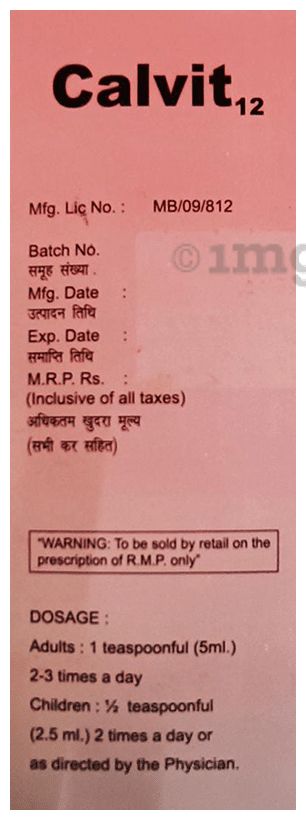 Calvit12
Mfg. Lic No. : MB/09/812
Batch No.
समूह संख्या .
Mfg. Date :
उत्पादन तिथि
Exp. Date :
समाप्ति तिथि
M.R.P. Rs. :
(Inclusive of all taxes)
अधिकतम खुदरा मूल्य
(सभी कर सहित)
© 1mg
"WARNING: To be sold by retail on the
prescription of R.M.P. only"
DOSAGE :
Adults : 1 teaspoonful (5ml.)
2-3 times a day
Children : ½ teaspoonful
(2.5 ml.) 2 times a day or
as directed by the Physician.